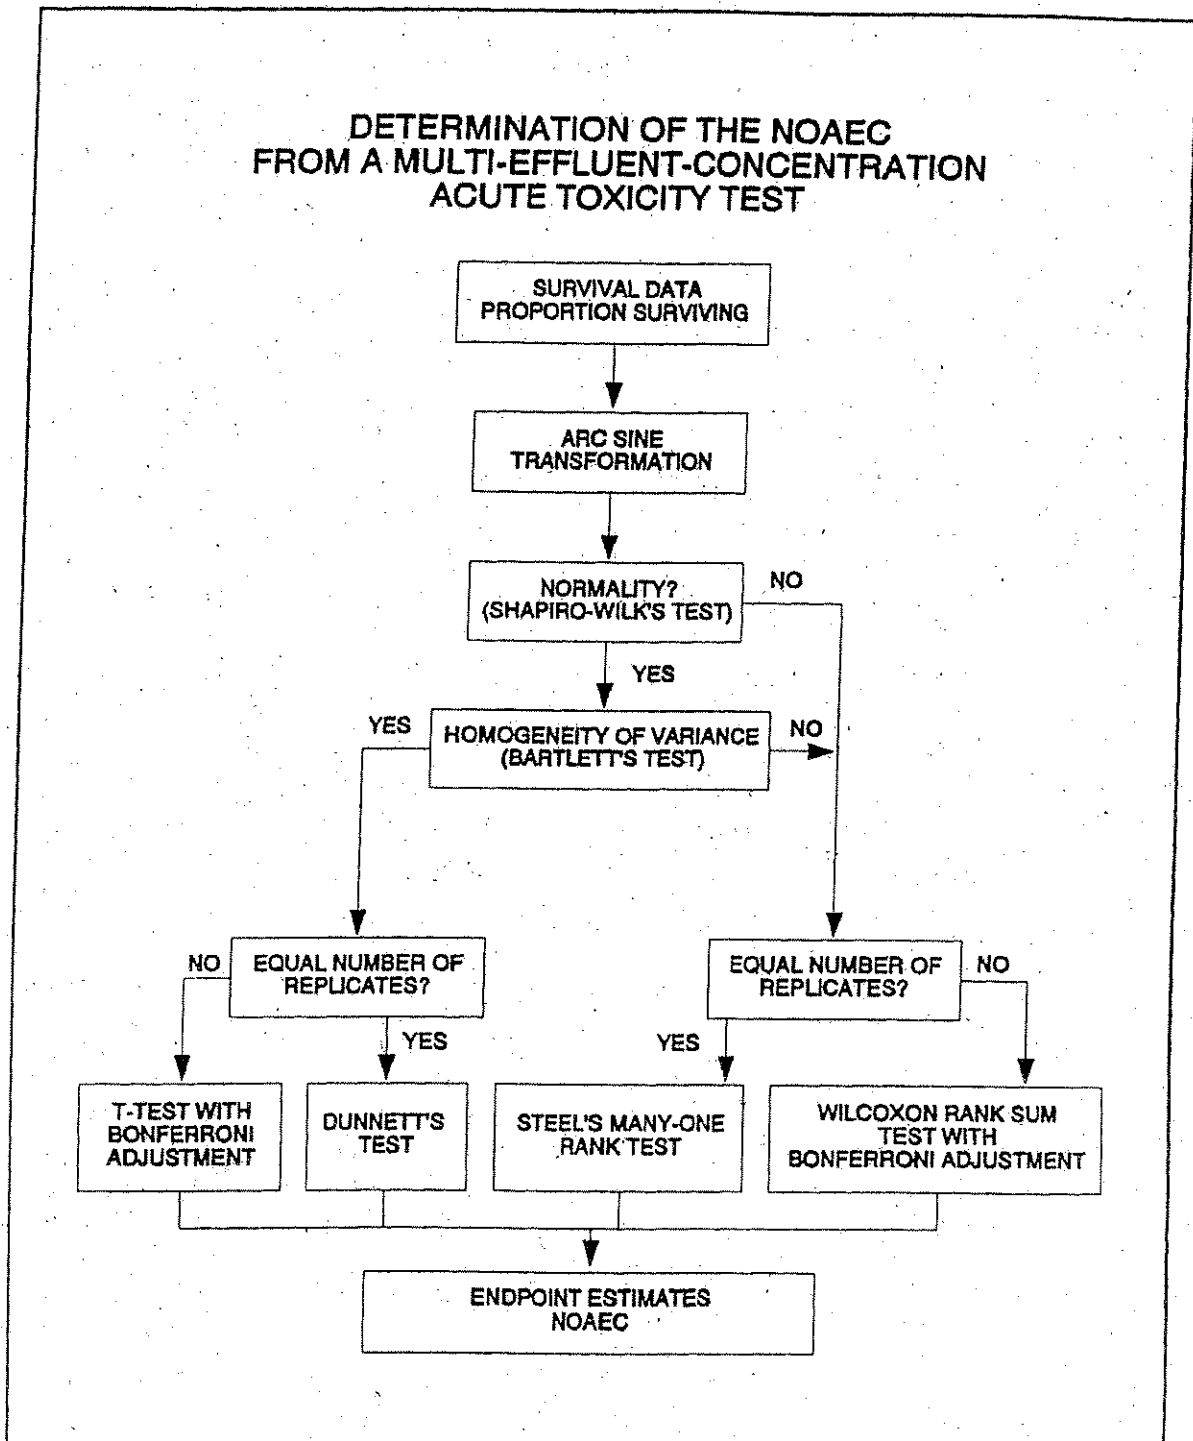 DETERMINATION OF THE NOAEC
FROM A MULTI-EFFLUENT-CONCENTRATION
ACUTE TOXICITY TEST
SURVIVAL DATA
PROPORTION SURVIVING
ARC SINE
TRANSFORMATION
NORMALITY?
(SHAPIRO-WILK'S TEST)
NO
YES
YES
HOMOGENEITY OF VARIANCE
(BARTLETT'S TEST)
NO
NO
EQUAL NUMBER OF
REPLICATES?
EQUAL NUMBER OF
REPLICATES?
NO
YES
YES
T-TEST WITH
BONFERRONI
ADJUSTMENT
DUNNETT'S
TEST
STEEL'S MANY-ONE
RANK TEST
WILCOXON RANK SUM
TEST WITH
BONFERRONI ADJUSTMENT
ENDPOINT ESTIMATES
NOAEC